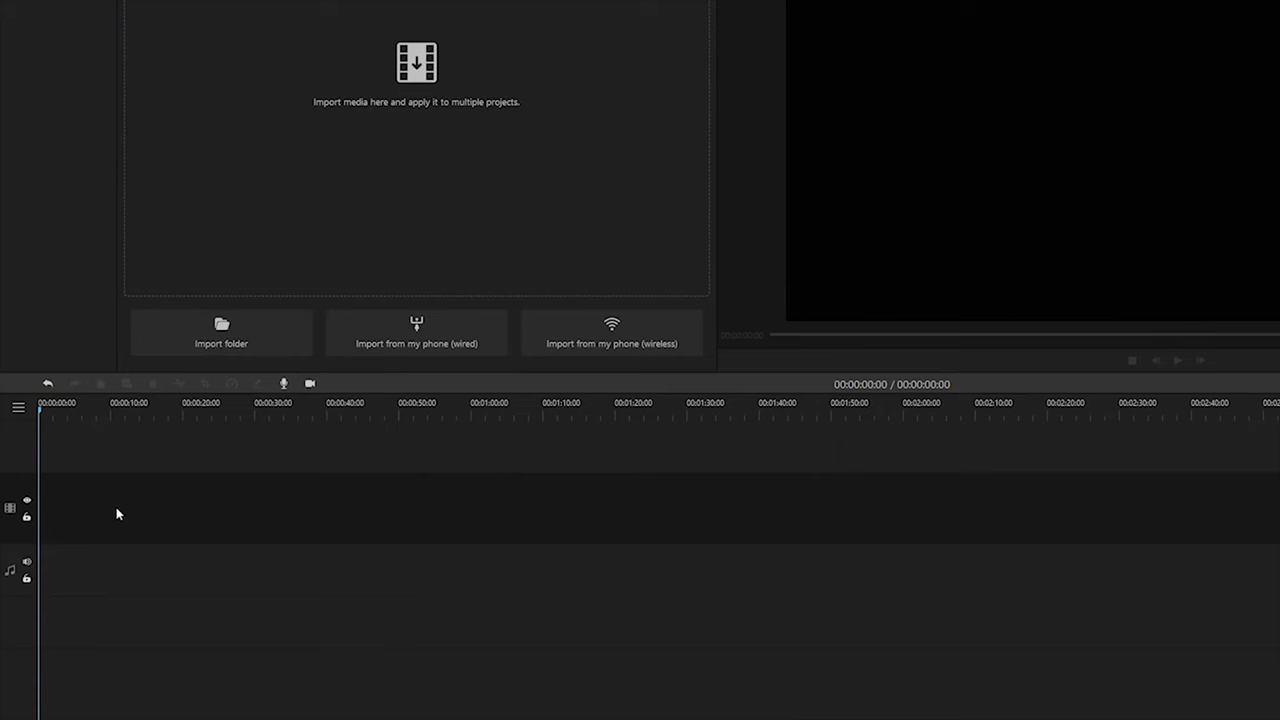 Import media here and apply it to multiple projects.
Import folder
Import from my phone (wired)
Import from my phone (wireless)
00:00:00:00
00:00:00:00 / 00:00:00:00
00:00:00:00 00:00:10:00 00:00:20:00 00:00:30:00 00:00:40:00 00:00:50:00 00:01:00:00 00:01:10:00 00:01:20:00 00:01:30:00 00:01:40:00 00:01:50:00 00:02:00:00 00:02:10:00 00:02:20:00 00:02:30:00 00:02:40:00